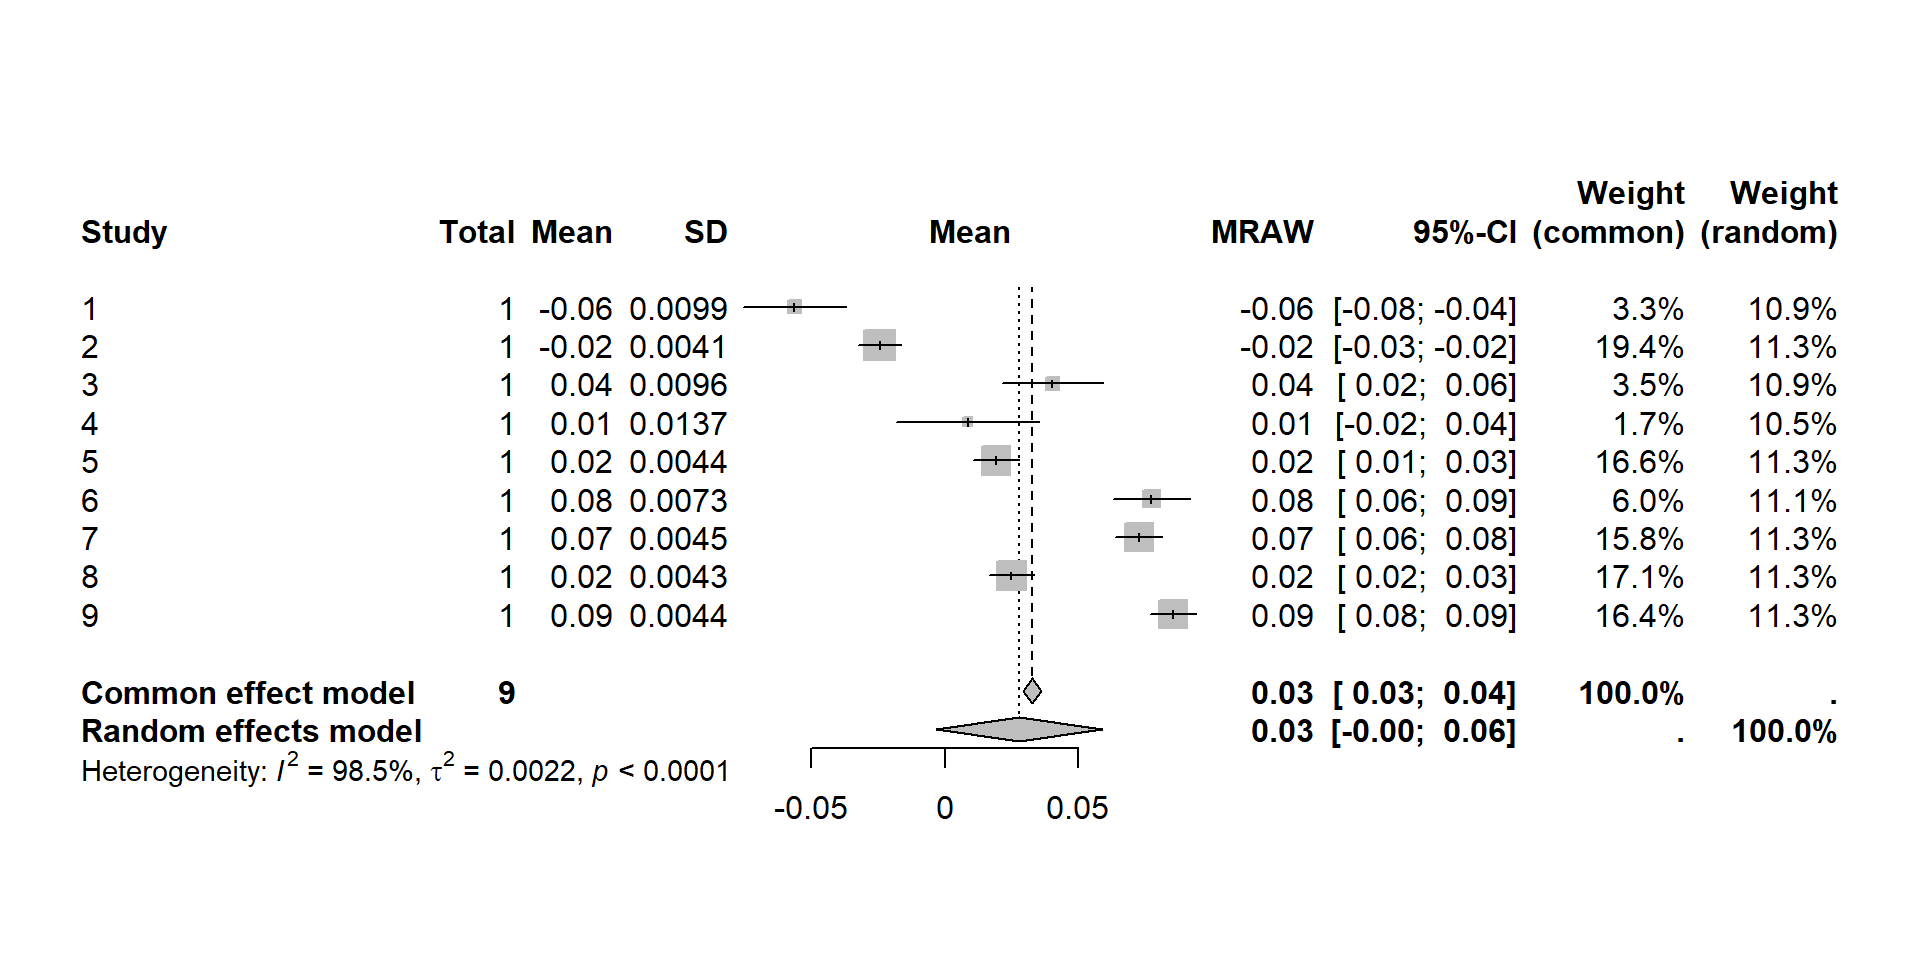 Weight Weight
Study Total Mean SD Mean MRAW 95%-CI (common) (random)
1 1 -0.06 0.0099 -0.06 [-0.08; -0.04] 3.3% 10.9%
2 1 -0.02 0.0041 -0.02 [-0.03; -0.02] 19.4% 11.3%
3 1 0.04 0.0096 0.04 [ 0.02; 0.06] 3.5% 10.9%
4 1 0.01 0.0137 0.01 [-0.02; 0.04] 1.7% 10.5%
5 1 0.02 0.0044 0.02 [ 0.01; 0.03] 16.6% 11.3%
6 1 0.08 0.0073 0.08 [ 0.06; 0.09] 6.0% 11.1%
7 1 0.07 0.0045 0.07 [ 0.06; 0.08] 15.8% 11.3%
8 1 0.02 0.0043 0.02 [ 0.02; 0.03] 17.1% 11.3%
9 1 0.09 0.0044 0.09 [ 0.08; 0.09] 16.4% 11.3%
Common effect model 9 0.03 [ 0.03; 0.04] 100.0% .
Random effects model 0.03 [-0.00; 0.06] . 100.0%
Heterogeneity: I² = 98.5%, τ² = 0.0022, p < 0.0001
-0.05 0 0.05